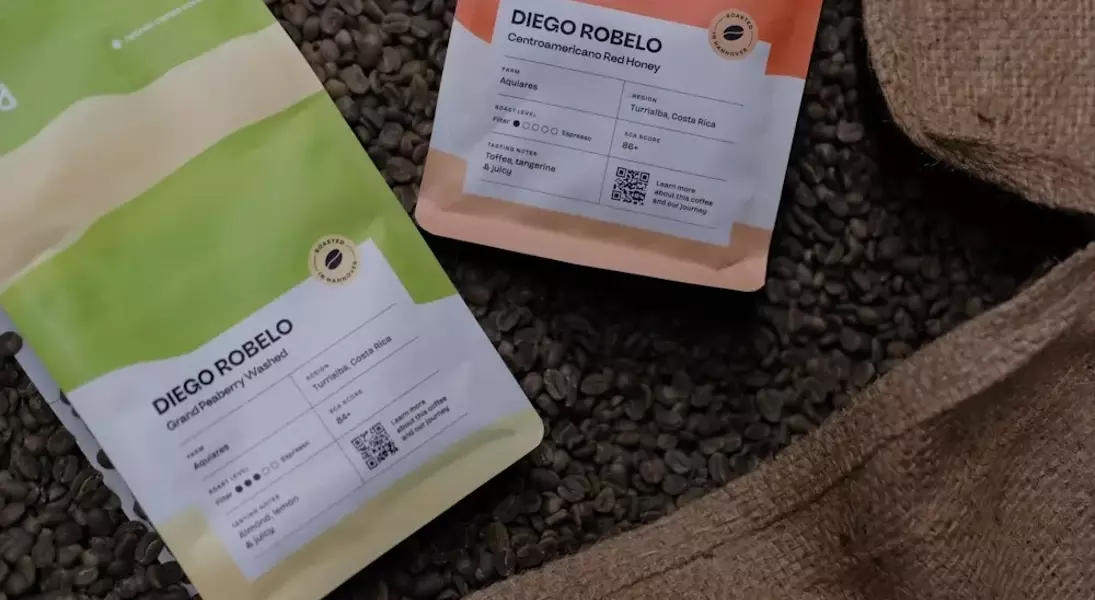 DIEGO ROBELO
Grand Peaberry Washed
FARM
Aquiares
REGION
Turrialba, Costa Rica
ROAST LEVEL
Filter
Espresso
SCA SCORE
84+
TASTING NOTES
Almond, lemon
& juicy
Learn more
about this coffee
and our journey
ROASTED
IN HANNOVER
DIEGO ROBELO
Centroamericano Red Honey
FARM
Aquiares
REGION
Turrialba, Costa Rica
ROAST LEVEL
Filter
Espresso
SCA SCORE
86+
TASTING NOTES
Toffee, tangerine
& juicy
Learn more
about this coffee
and our journey
ROASTED
IN HANNOVER